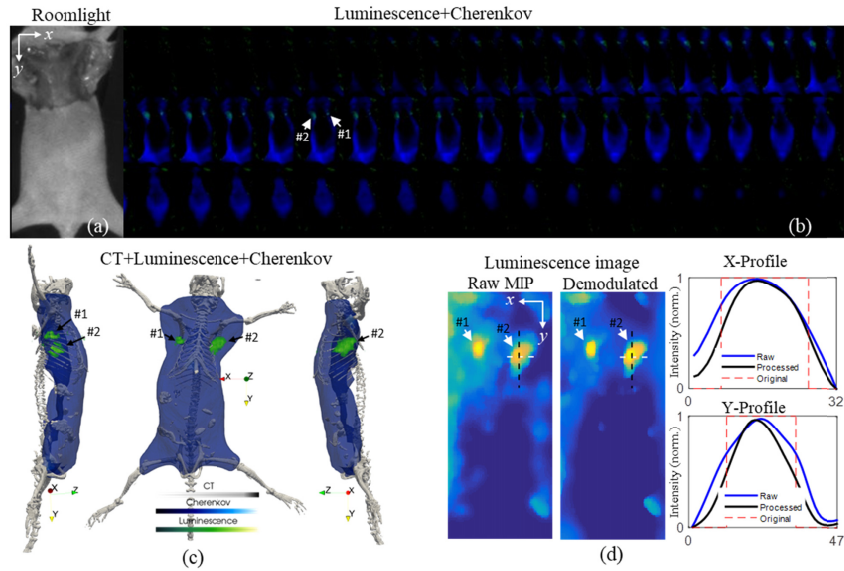 Roomlight
Luminescence+Cherenkov
x
y
#2
#1
(a)
(b)
CT+Luminescence+Cherenkov
#1
#2
#1
#2
#2
X
Z
Y
X
Z
Y
Z
X
Y
CT
Cherenkov
Luminescence
(c)
Luminescence image
Raw MIP
Demodulated
x
y
#1
#2
#1
#2
(d)
X-Profile
Intensity (norm.)
1
0
Raw
Processed
Original
0
32
Y-Profile
Intensity (norm.)
1
0
Raw
Processed
Original
0
47